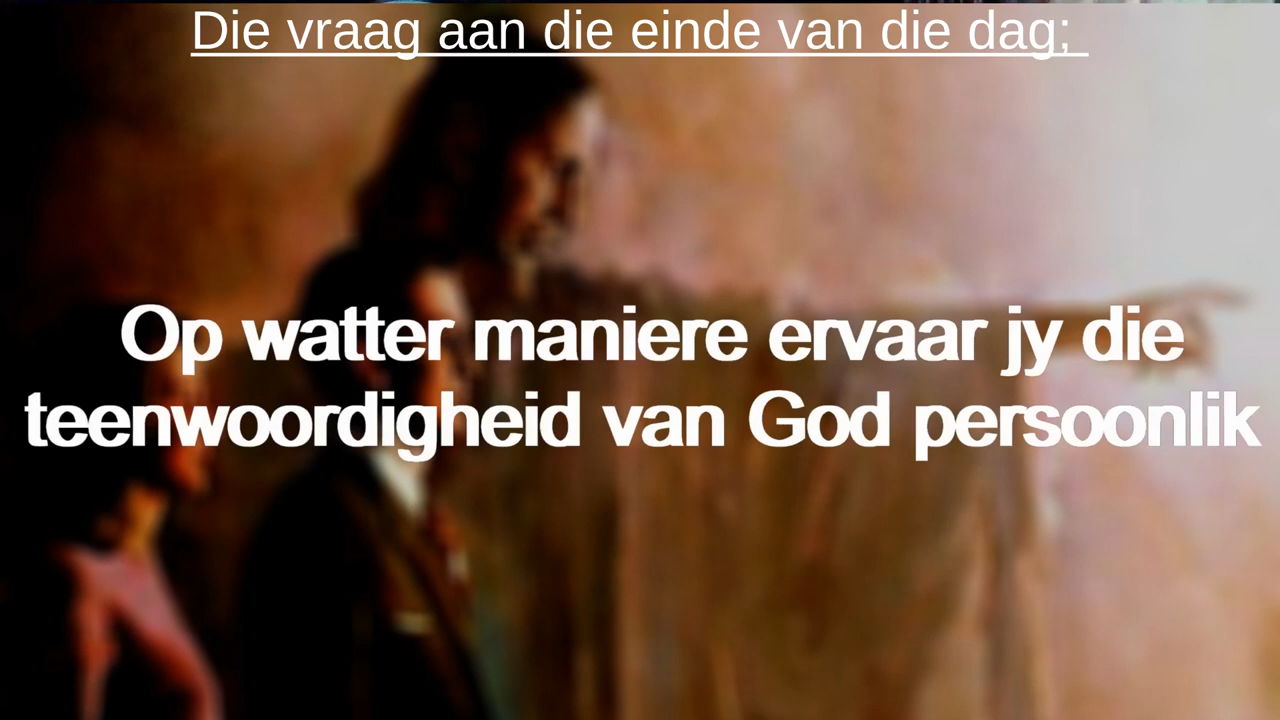 Die vraag aan die einde van die dag;
Op watter maniere ervaar jy die
teenwoordigheid van God persoonlik